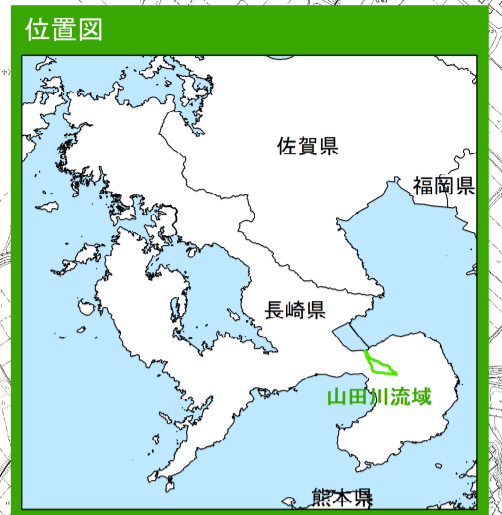 位置図
佐賀県
福岡県
長崎県
山田川流域
熊本県